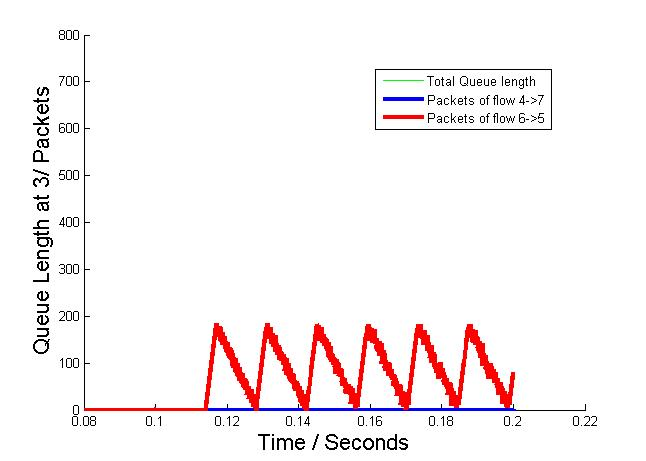 800
700
600
500
400
300
200
100
0
Queue Length at 3/ Packets
Total Queue length
Packets of flow 4->7
Packets of flow 6->5
0.08 0.1 0.12 0.14 0.16 0.18 0.2 0.22
Time / Seconds